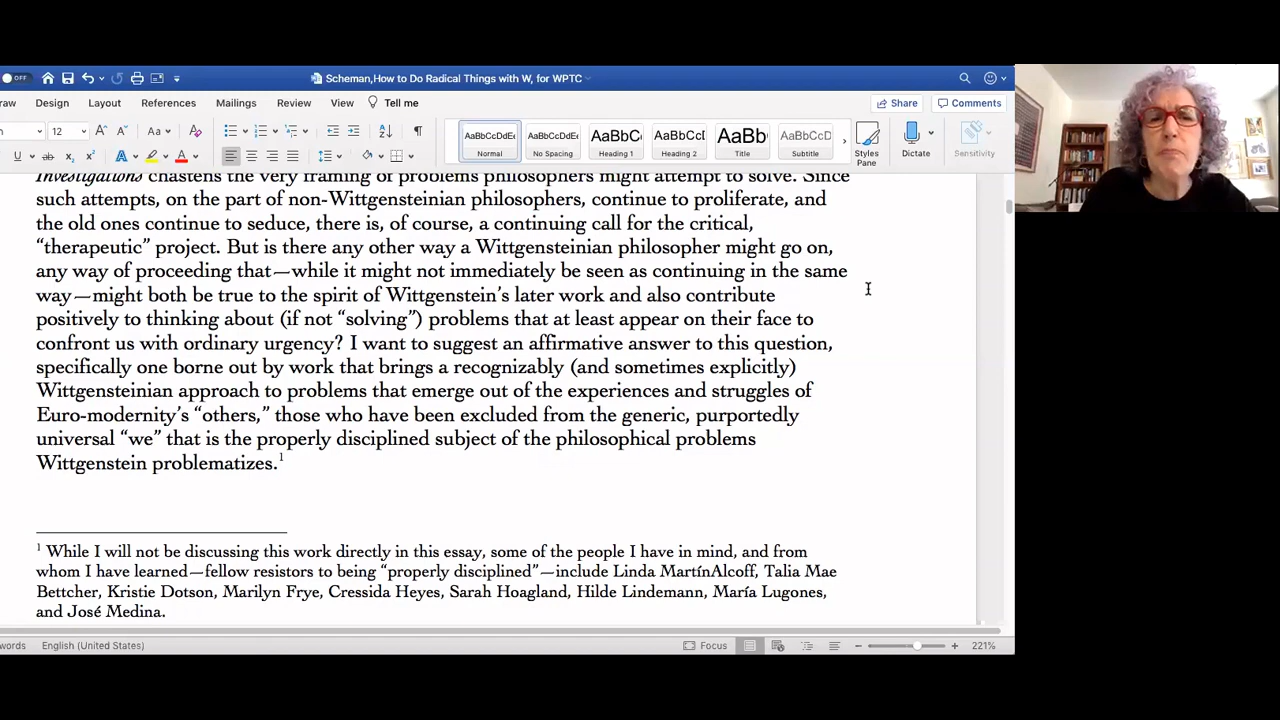 OFF
Scheman,How to Do Radical Things with W, for WPTC
raw Design Layout References Mailings Review View Tell me Share Comments
n 12 Aa AaBbCcDdEe AaBbCcDdEe AaBbCc AaBbCcD AaBb AaBbCcD
U ab x₂ x² A A Normal No Spacing Heading 1 Heading 2 Title Subtitle Styles Pane Dictate Sensitivity
Investigations chastens the very framing of problems philosophers might attempt to solve. Since
such attempts, on the part of non-Wittgensteinian philosophers, continue to proliferate, and
the old ones continue to seduce, there is, of course, a continuing call for the critical,
“therapeutic” project. But is there any other way a Wittgensteinian philosopher might go on,
any way of proceeding that—while it might not immediately be seen as continuing in the same
way—might both be true to the spirit of Wittgenstein’s later work and also contribute
positively to thinking about (if not “solving”) problems that at least appear on their face to
confront us with ordinary urgency? I want to suggest an affirmative answer to this question,
specifically one borne out by work that brings a recognizably (and sometimes explicitly)
Wittgensteinian approach to problems that emerge out of the experiences and struggles of
Euro-modernity’s “others,” those who have been excluded from the generic, purportedly
universal “we” that is the properly disciplined subject of the philosophical problems
Wittgenstein problematizes.¹
¹ While I will not be discussing this work directly in this essay, some of the people I have in mind, and from
whom I have learned—fellow resistors to being “properly disciplined”—include Linda MartínAlcoff, Talia Mae
Bettcher, Kristie Dotson, Marilyn Frye, Cressida Heyes, Sarah Hoagland, Hilde Lindemann, María Lugones,
and José Medina.
words English (United States) Focus 221%